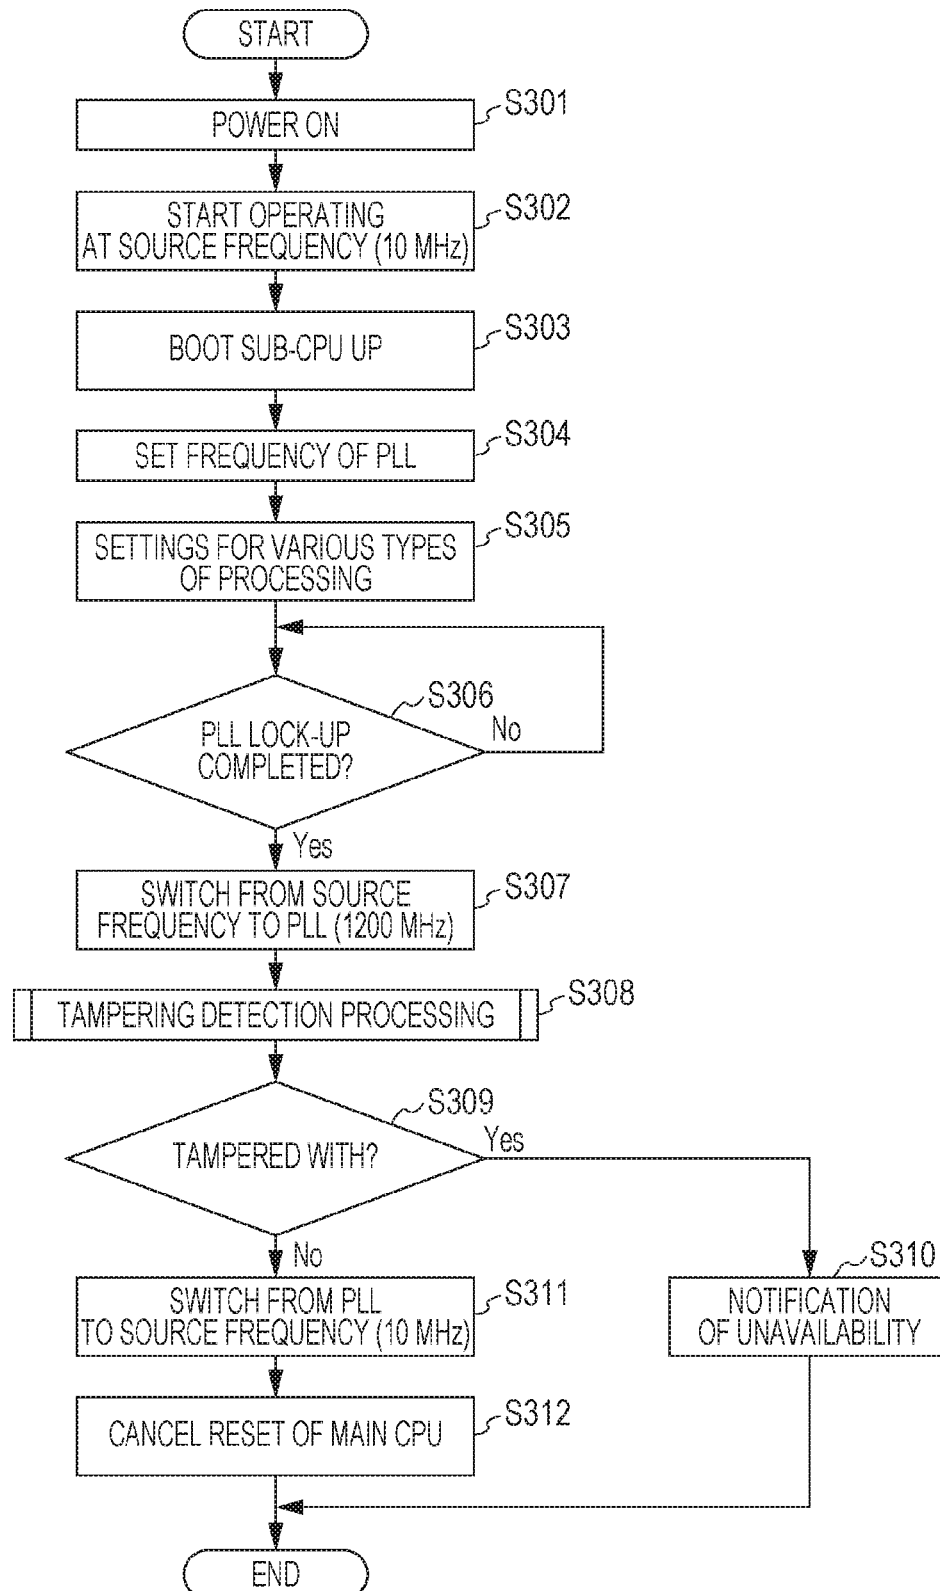 START
POWER ON
S301
START OPERATING
AT SOURCE FREQUENCY (10 MHz)
S302
BOOT SUB-CPU UP
S303
SET FREQUENCY OF PLL
S304
SETTINGS FOR VARIOUS TYPES
OF PROCESSING
S305
S306
PLL LOCK-UP
COMPLETED?
No
Yes
SWITCH FROM SOURCE
FREQUENCY TO PLL (1200 MHz)
S307
TAMPERING DETECTION PROCESSING
S308
S309
TAMPERED WITH?
Yes
No
S310
NOTIFICATION
OF UNAVAILABILITY
SWITCH FROM PLL
TO SOURCE FREQUENCY (10 MHz)
S311
CANCEL RESET OF MAIN CPU
S312
END